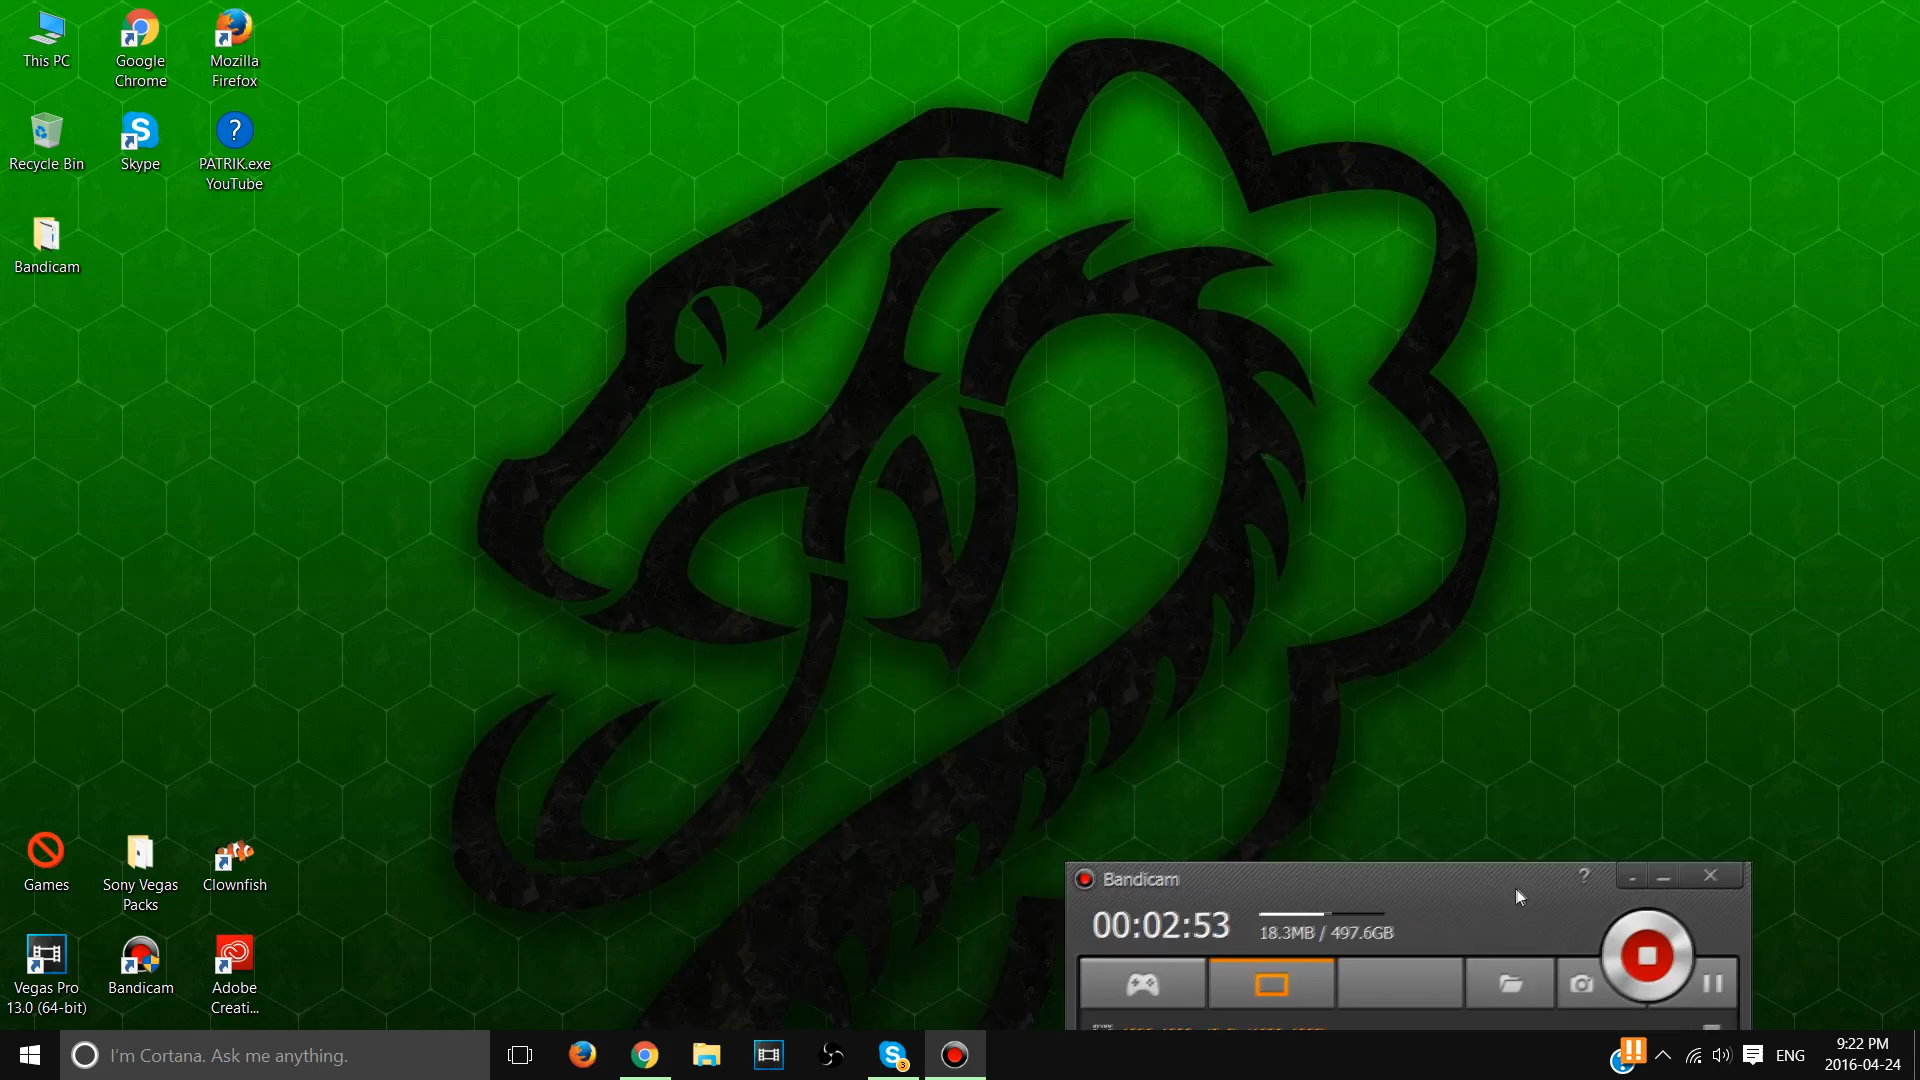 This PC
Google
Chrome
Mozilla
Firefox
Recycle Bin
Skype
PATRIK.exe
YouTube
Bandicam
Games
Sony Vegas
Packs
Clownfish
Vegas Pro
13.0 (64-bit)
Bandicam
Adobe
Creati...
Bandicam
00:02:53
18.3MB / 497.6GB
I'm Cortana. Ask me anything.
3
ENG
9:22 PM
2016-04-24